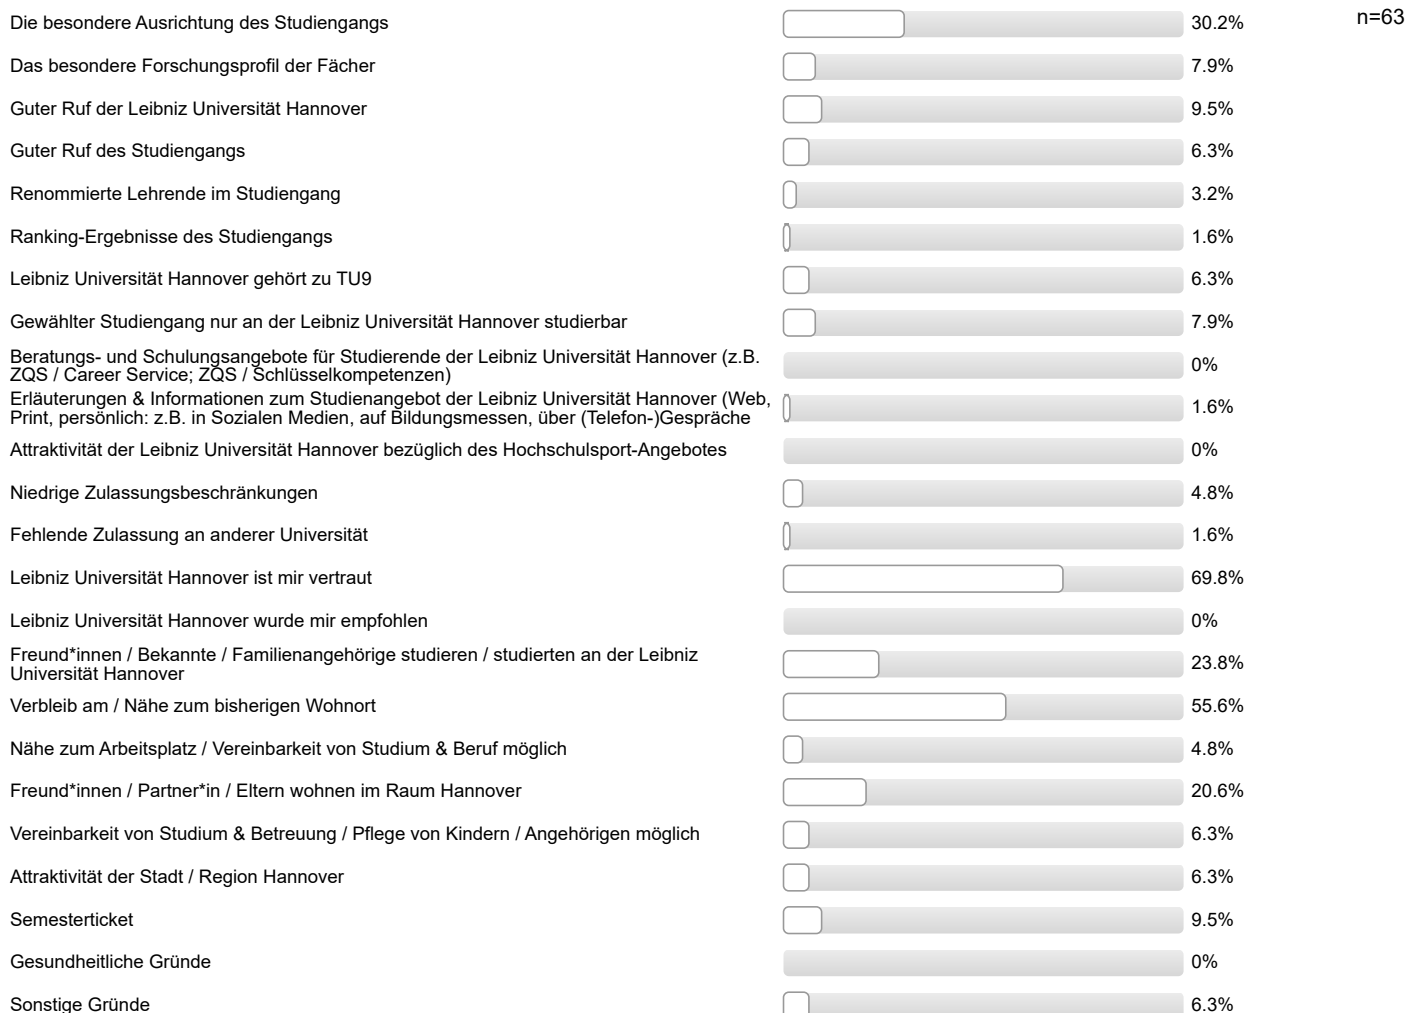 Die besondere Ausrichtung des Studiengangs 30.2% n=63
Das besondere Forschungsprofil der Fächer 7.9%
Guter Ruf der Leibniz Universität Hannover 9.5%
Guter Ruf des Studiengangs 6.3%
Renommierte Lehrende im Studiengang 3.2%
Ranking-Ergebnisse des Studiengangs 1.6%
Leibniz Universität Hannover gehört zu TU9 6.3%
Gewählter Studiengang nur an der Leibniz Universität Hannover studierbar 7.9%
Beratungs- und Schulungsangebote für Studierende der Leibniz Universität Hannover (z.B.
ZQS / Career Service; ZQS / Schlüsselkompetenzen) 0%
Erläuterungen & Informationen zum Studienangebot der Leibniz Universität Hannover (Web,
Print, persönlich: z.B. in Sozialen Medien, auf Bildungsmessen, über (Telefon-)Gespräche 1.6%
Attraktivität der Leibniz Universität Hannover bezüglich des Hochschulsport-Angebotes 0%
Niedrige Zulassungsbeschränkungen 4.8%
Fehlende Zulassung an anderer Universität 1.6%
Leibniz Universität Hannover ist mir vertraut 69.8%
Leibniz Universität Hannover wurde mir empfohlen 0%
Freund*innen / Bekannte / Familienangehörige studieren / studierten an der Leibniz
Universität Hannover 23.8%
Verbleib am / Nähe zum bisherigen Wohnort 55.6%
Nähe zum Arbeitsplatz / Vereinbarkeit von Studium & Beruf möglich 4.8%
Freund*innen / Partner*in / Eltern wohnen im Raum Hannover 20.6%
Vereinbarkeit von Studium & Betreuung / Pflege von Kindern / Angehörigen möglich 6.3%
Attraktivität der Stadt / Region Hannover 6.3%
Semesterticket 9.5%
Gesundheitliche Gründe 0%
Sonstige Gründe 6.3%